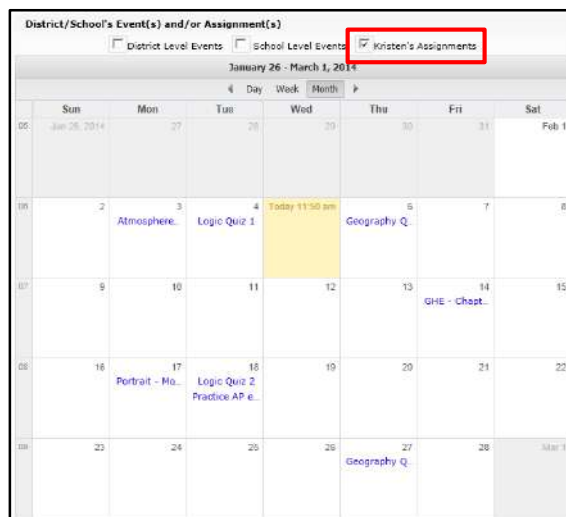 District/School's Event(s) and/or Assignment(s)
District Level Events School Level Events Kristen's Assignments
January 26 - March 1, 2014
Day Week Month
Sun Mon Tue Wed Thu Fri Sat
05 Jan 26, 2014 27 28 29 30 31 Feb 1
06 2 3 4 Today 11:50 am 6 7 8
Atmosphere.. Logic Quiz 1 Geography Q..
07 9 10 11 12 13 14 15
GHE - Chapt..
08 16 17 18 19 20 21 22
Portrait - Mo.. Logic Quiz 2
Practice AP e..
09 23 24 25 26 27 28 Mar 1
Geography Q..